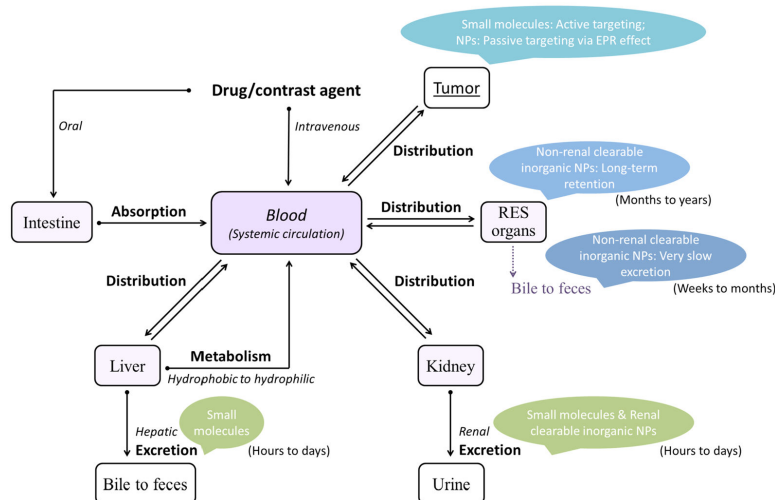 Small molecules: Active targeting;
NPs: Passive targeting via EPR effect
Drug/contrast agent
Tumor
Oral
Intravenous
Distribution
Non-renal clearable
inorganic NPs: Long-term
retention
(Months to years)
Intestine
Absorption
Blood
(Systemic circulation)
Distribution
RES
organs
Non-renal clearable
inorganic NPs: Very slow
excretion
(Weeks to months)
Bile to feces
Distribution
Distribution
Liver
Metabolism
Hydrophobic to hydrophilic
Kidney
Hepatic
Excretion
Small
molecules
(Hours to days)
Renal
Excretion
Small molecules & Renal
clearable inorganic NPs
(Hours to days)
Bile to feces
Urine